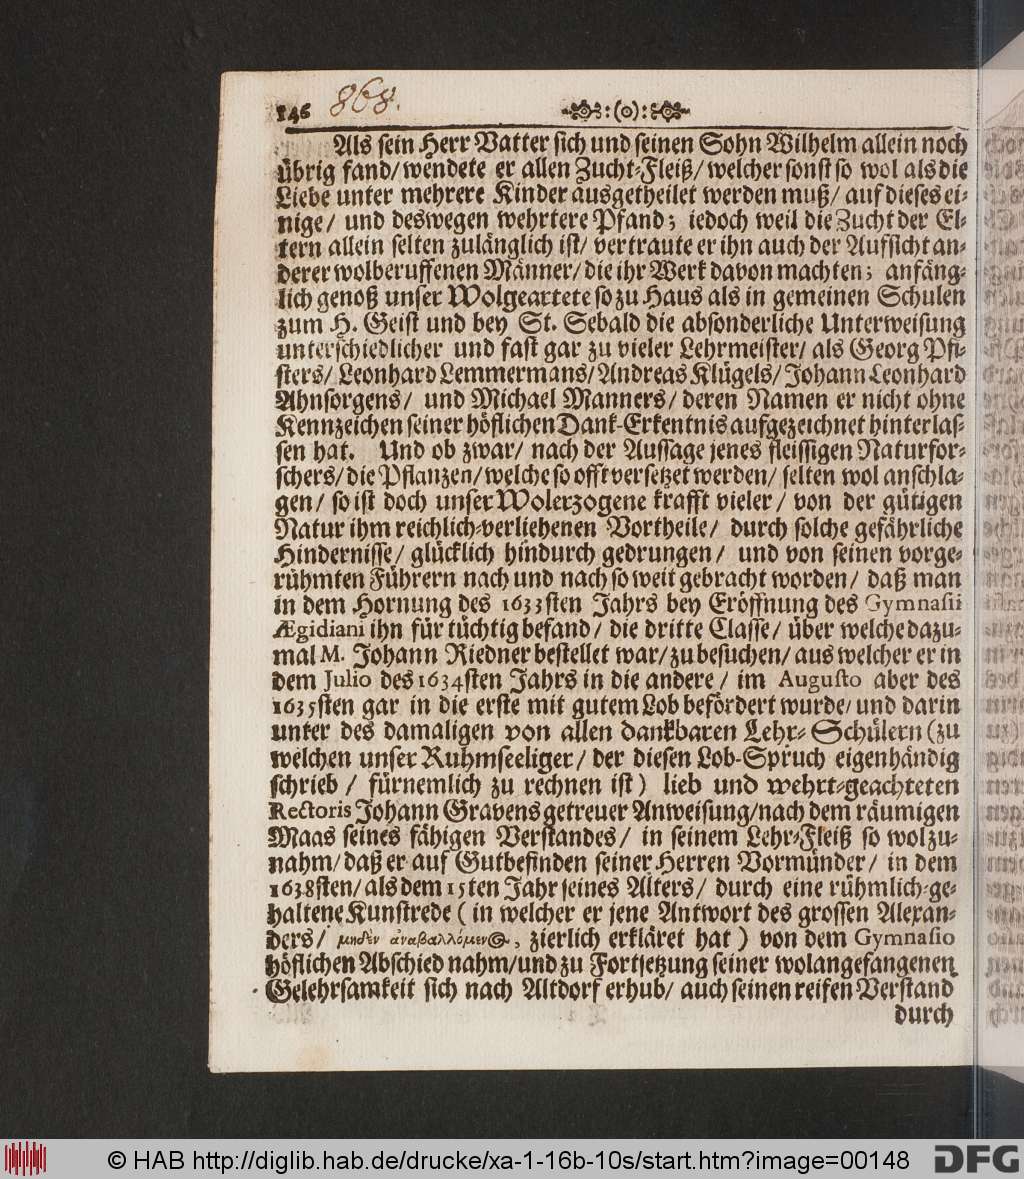 146 868.
:(o):
Als sein Herr Vatter sich und seinen Sohn Wilhelm allein noch
übrig fand/ wendete er allen Zucht-Fleiß/ welcher sonst so wol als die
Liebe unter mehrere Kinder ausgetheilet werden muß/ auf dieses ei-
nige/ und deswegen wehrtere Pfand; iedoch weil die Zucht der El-
tern allein selten zulänglich ist/ vertraute er ihn auch der Aufsicht an-
derer wolberuffenen Männer/ die ihr Werk davon machten; anfäng-
lich genoß unser Wolgeartete so zu Haus als in gemeinen Schulen
zum H. Geist und bey St. Sebald die absonderliche Unterweisung
unterschiedlicher und fast gar zu vieler Lehrmeister/ als Georg Pfi-
sters/ Leonhard Lemmermans/ Andreas Klügels/ Johann Leonhard
Ahnsorgens/ und Michael Manners/ deren Namen er nicht ohne
Kennzeichen seiner höflichen Dank-Erkentnis aufgezeichnet hinterlas-
sen hat. Und ob zwar/ nach der Aussage jenes fleissigen Naturfor-
schers/ die Pflanzen/ welche so offt versetzet werden/ selten wol anschla-
gen/ so ist doch unser Wolerzogene krafft vieler/ von der gütigen
Natur ihm reichlich-verliehenen Vortheile/ durch solche gefährliche
Hindernisse/ glücklich hindurch gedrungen/ und von seinen vorge-
rühmten Führern nach und nach so weit gebracht worden/ daß man
in dem Hornung des 1633sten Jahrs bey Eröffnung des Gymnasii
Ægidiani ihn für tüchtig befand/ die dritte Classe/ über welche dazu-
mal M. Johann Riedner bestellet war/ zu besuchen/ aus welcher er in
dem Julio des 1634sten Jahrs in die andere/ im Augusto aber des
1635sten gar in die erste mit gutem Lob befördert wurde/ und darin
unter des damaligen von allen dankbaren Lehr-Schülern (zu
welchen unser Ruhmseeliger/ der diesen Lob-Spruch eigenhändig
schrieb/ fürnemlich zu rechnen ist) lieb und wehrt-geachteten
Rectoris Johann Gravens getreuer Anweisung/ nach dem räumigen
Maas seines fähigen Verstandes/ in seinem Lehr-Fleiß so wol zu-
nahm/ daß er auf Gutbefinden seiner Herren Vormünder/ in dem
1638sten/ als dem 15ten Jahr seines Alters/ durch eine rühmlich-ge-
haltene Kunstrede (in welcher er jene Antwort des grossen Alexan-
ders/ μηδὲν ἀναβαλλόμενος, zierlich erkläret hat) von dem Gymnasio
höflichen Abschied nahm/ und zu Fortsetzung seiner wolangefangenen
Gelehrsamkeit sich nach Altdorf erhub/ auch seinen reifen Verstand
durch
© HAB http://diglib.hab.de/drucke/xa-1-16b-10s/start.htm?image=00148 DFG